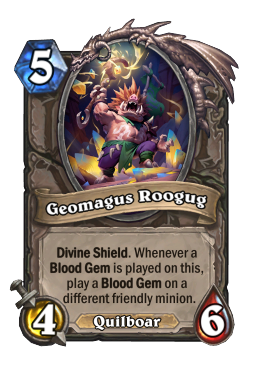 5
Geomagus Roogug
Divine Shield. Whenever a
Blood Gem is played on this,
play a Blood Gem on a
different friendly minion.
4
Quilboar
6